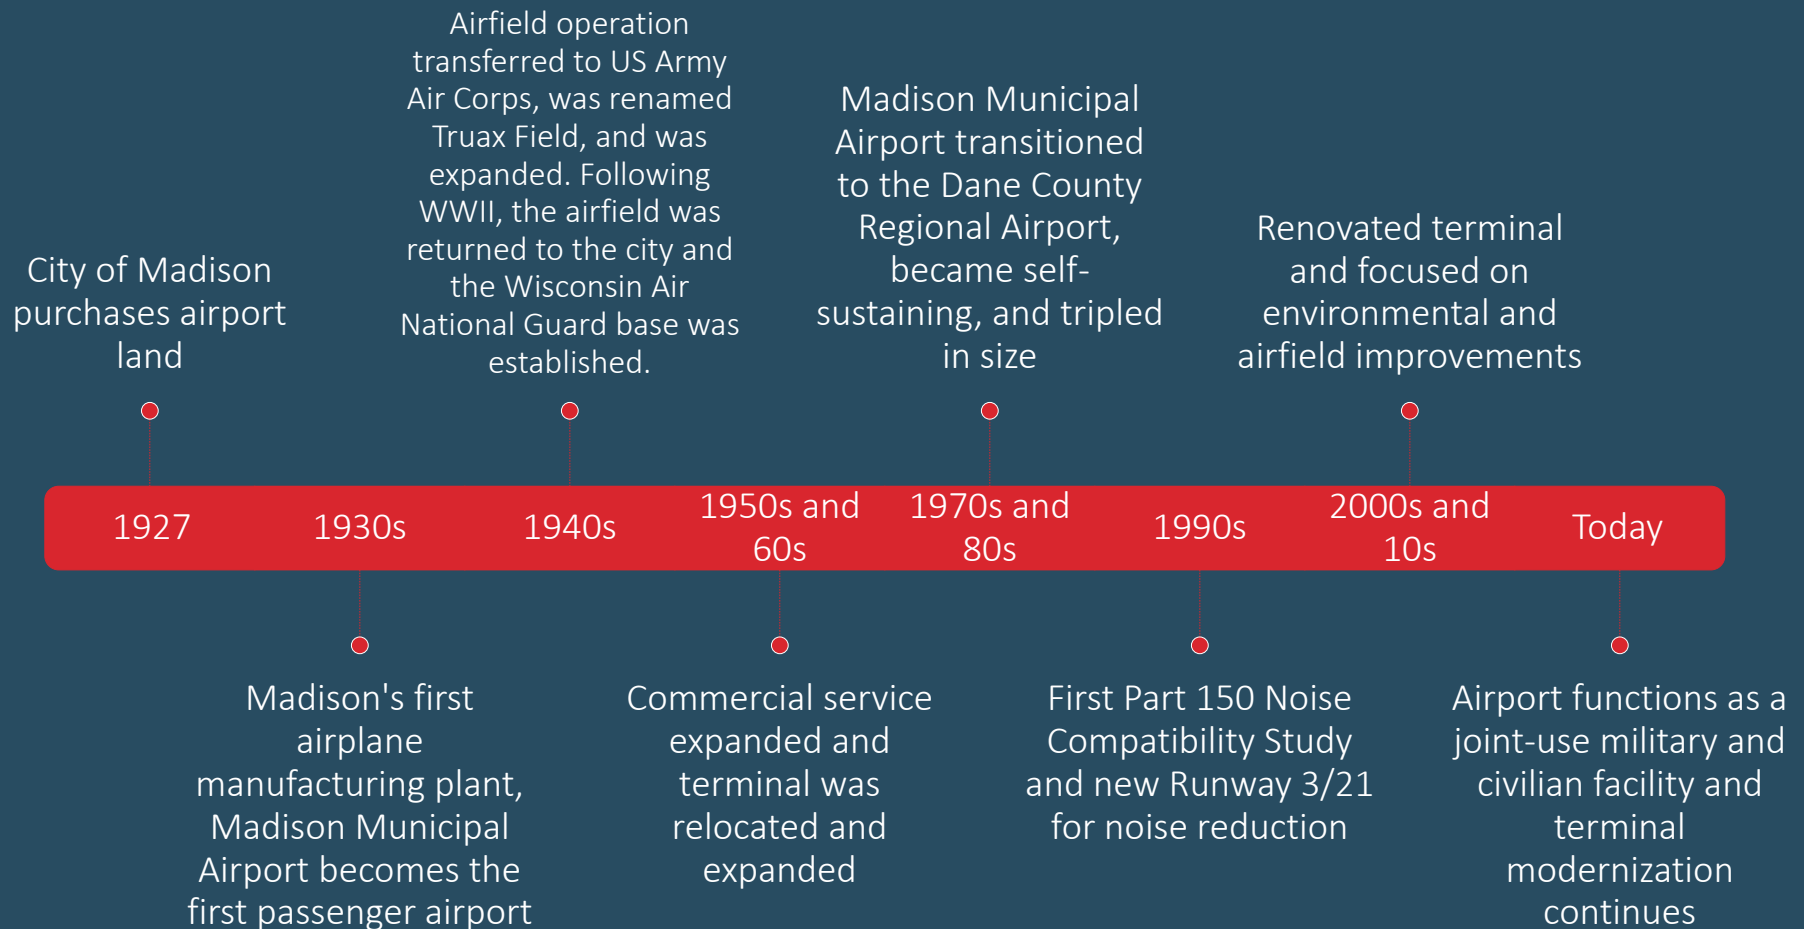 City of Madison
purchases airport
land
Airfield operation
transferred to US Army
Air Corps, was renamed
Truax Field, and was
expanded. Following
WWII, the airfield was
returned to the city and
the Wisconsin Air
National Guard base was
established.
Madison Municipal
Airport transitioned
to the Dane County
Regional Airport,
became self-
sustaining, and tripled
in size
Renovated terminal
and focused on
environmental and
airfield improvements
1927
1930s
1940s
1950s and
60s
1970s and
80s
1990s
2000s and
10s
Today
Madison's first
airplane
manufacturing plant,
Madison Municipal
Airport becomes the
first passenger airport
Commercial service
expanded and
terminal was
relocated and
expanded
First Part 150 Noise
Compatibility Study
and new Runway 3/21
for noise reduction
Airport functions as a
joint-use military and
civilian facility and
terminal
modernization
continues